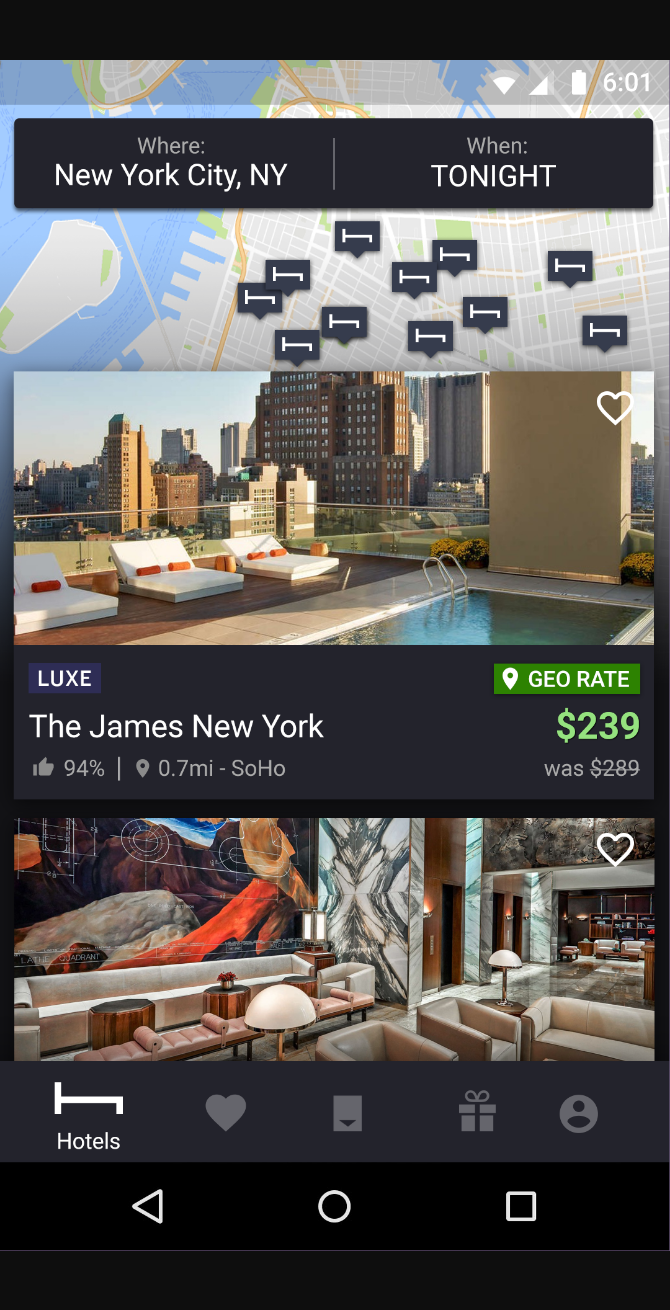 6:01
Where:
New York City, NY
When:
TONIGHT
LUXE
GEO RATE
The James New York
$239
94% | 0.7mi - SoHo
was $289
LATHE QUADRANT
Hotels